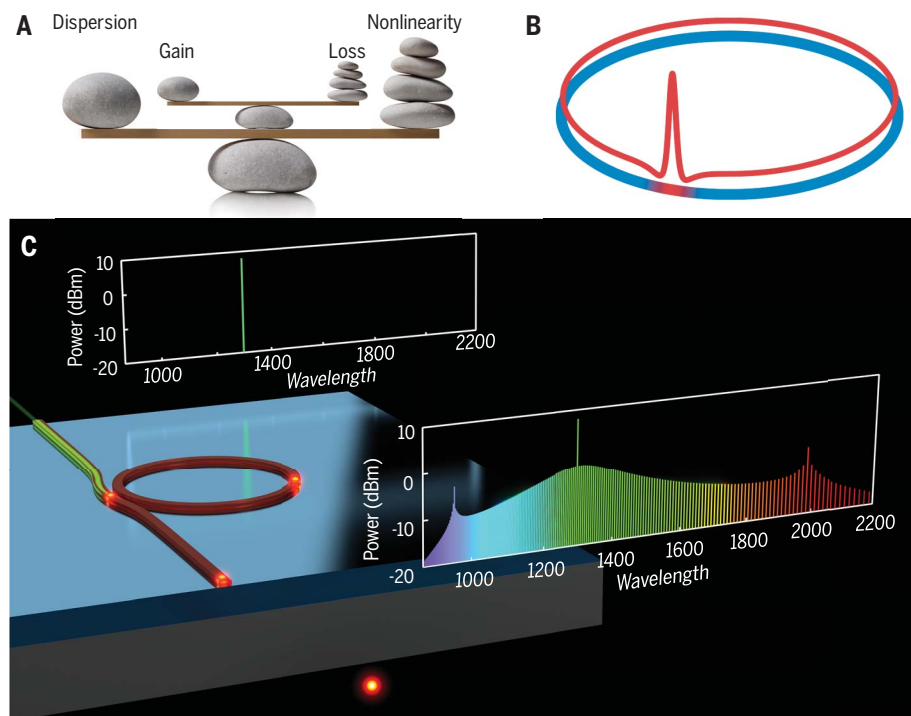 A
Dispersion
Gain
Loss
Nonlinearity
B
C
Power (dBm)
10
0
-10
-20
1000
1400
1800
2200
Wavelength
Power (dBm)
10
0
-10
-20
1000
1200
1400
1600
1800
2000
2200
Wavelength